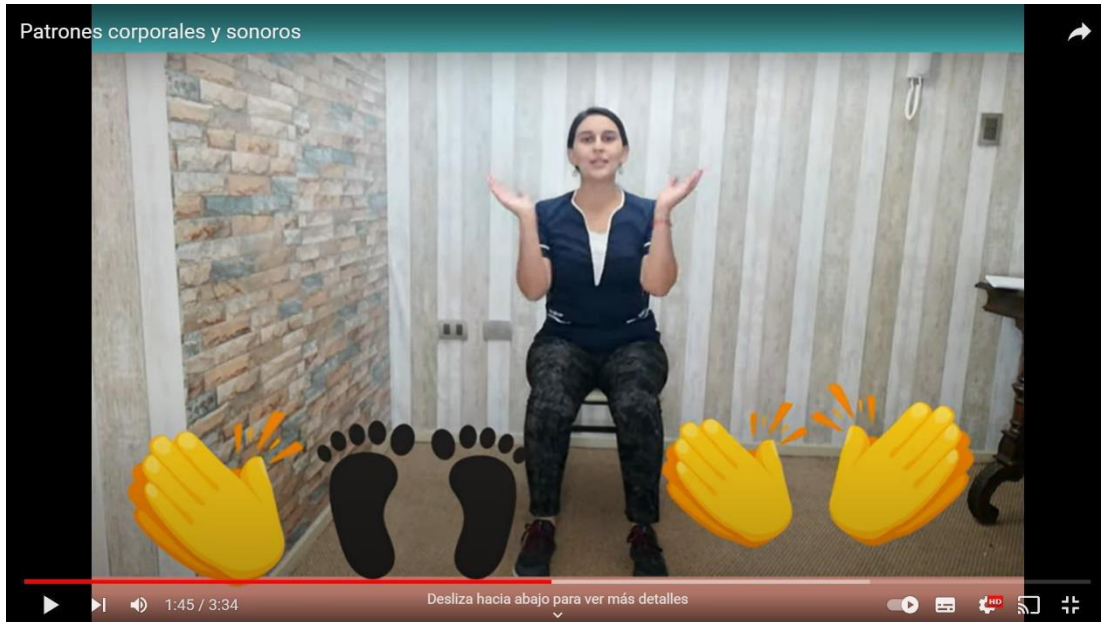 Patrones corporales y sonoros
1:45 / 3:34
Desliza hacia abajo para ver más detalles
HD